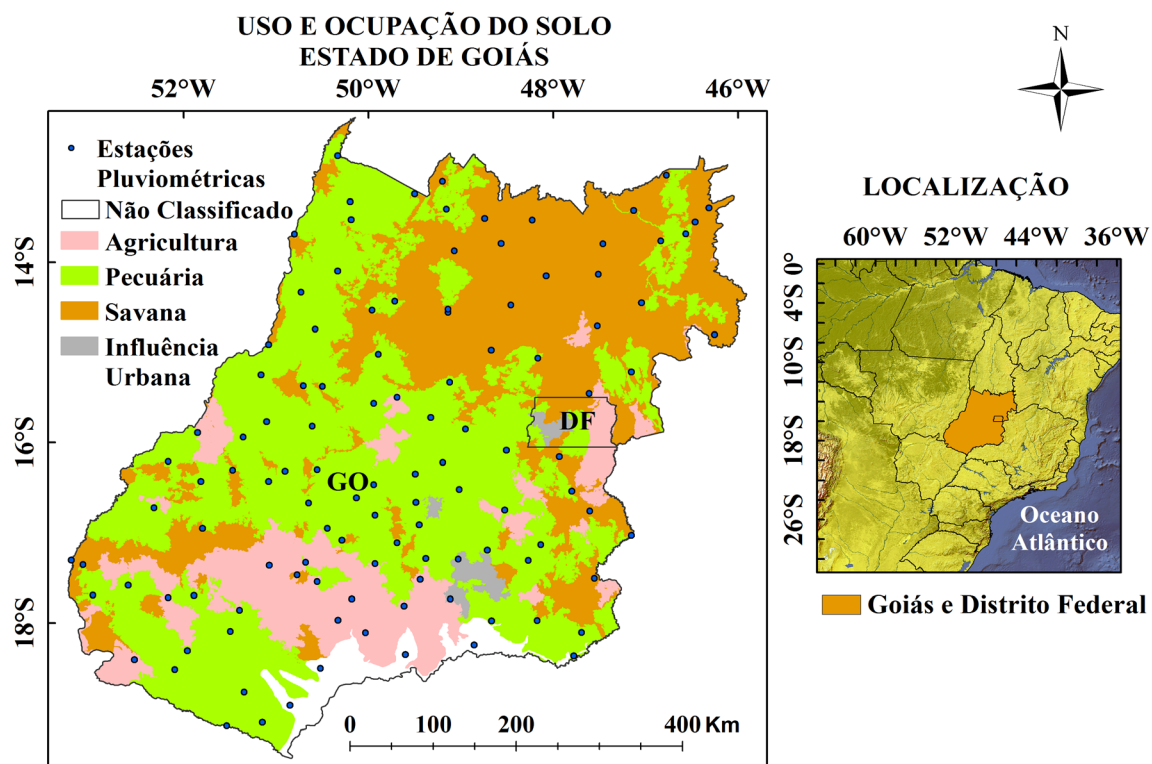 USO E OCUPAÇÃO DO SOLO
ESTADO DE GOIÁS
52°W 50°W 48°W 46°W
14°S
16°S
18°S
Estações
Pluviométricas
Não Classificado
Agricultura
Pecuária
Savana
Influência
Urbana
DF
GO
0 100 200 400 Km
N
LOCALIZAÇÃO
60°W 52°W 44°W 36°W
0°
4°S
10°S
18°S
26°S
Oceano
Atlântico
Goiás e Distrito Federal